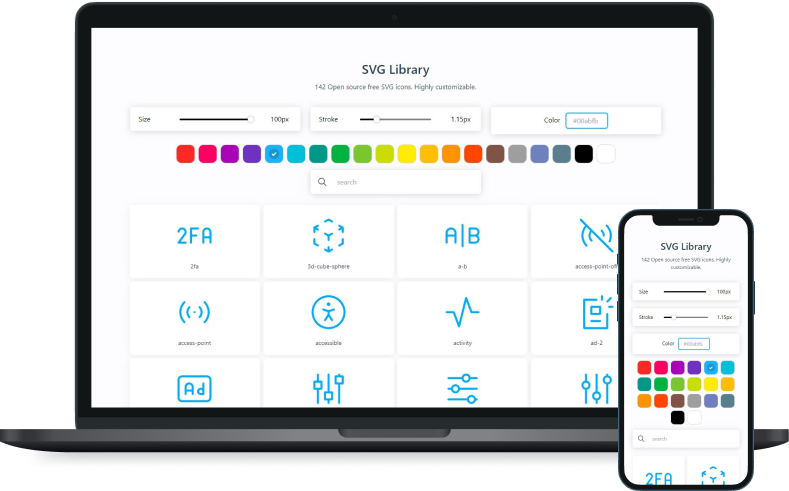 SVG Library
142 Open source free SVG icons. Highly customizable.
Size 100px
Stroke 1.15px
Color #00abfb
search
2FA
A|B
2fa
3d-cube-sphere
a-b
access-point-of
access-point
accessible
activity
ad-2
Ad
SVG Library
142 Open source free SVG icons. Highly
customizable.
Size 100px
Stroke 1.15px
Color #00abfb
search
2FA